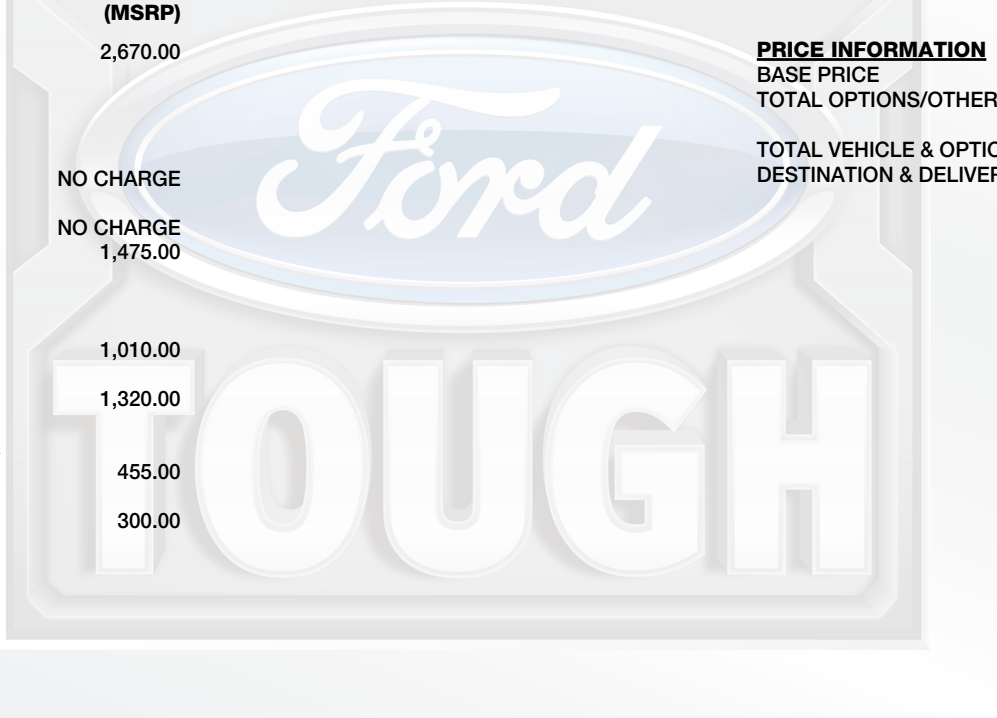 (MSRP)
2,670.00
NO CHARGE
NO CHARGE
1,475.00
1,010.00
1,320.00
455.00
300.00
PRICE INFORMATION
BASE PRICE
TOTAL OPTIONS/OTHER
TOTAL VEHICLE & OPTIO
DESTINATION & DELIVER
Ford
TOUGH